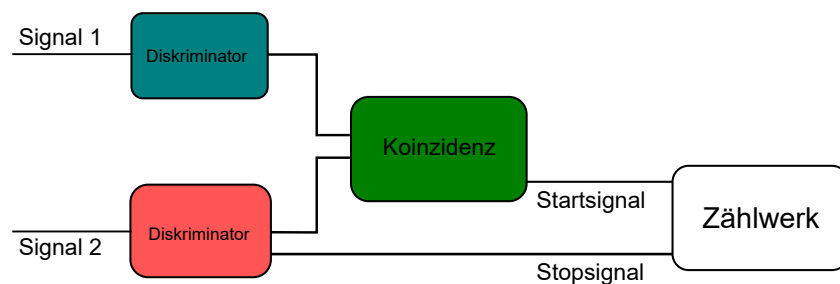 Signal 1
Diskriminator
Koinzidenz
Startsignal
Zählwerk
Diskriminator
Signal 2
Stopsignal